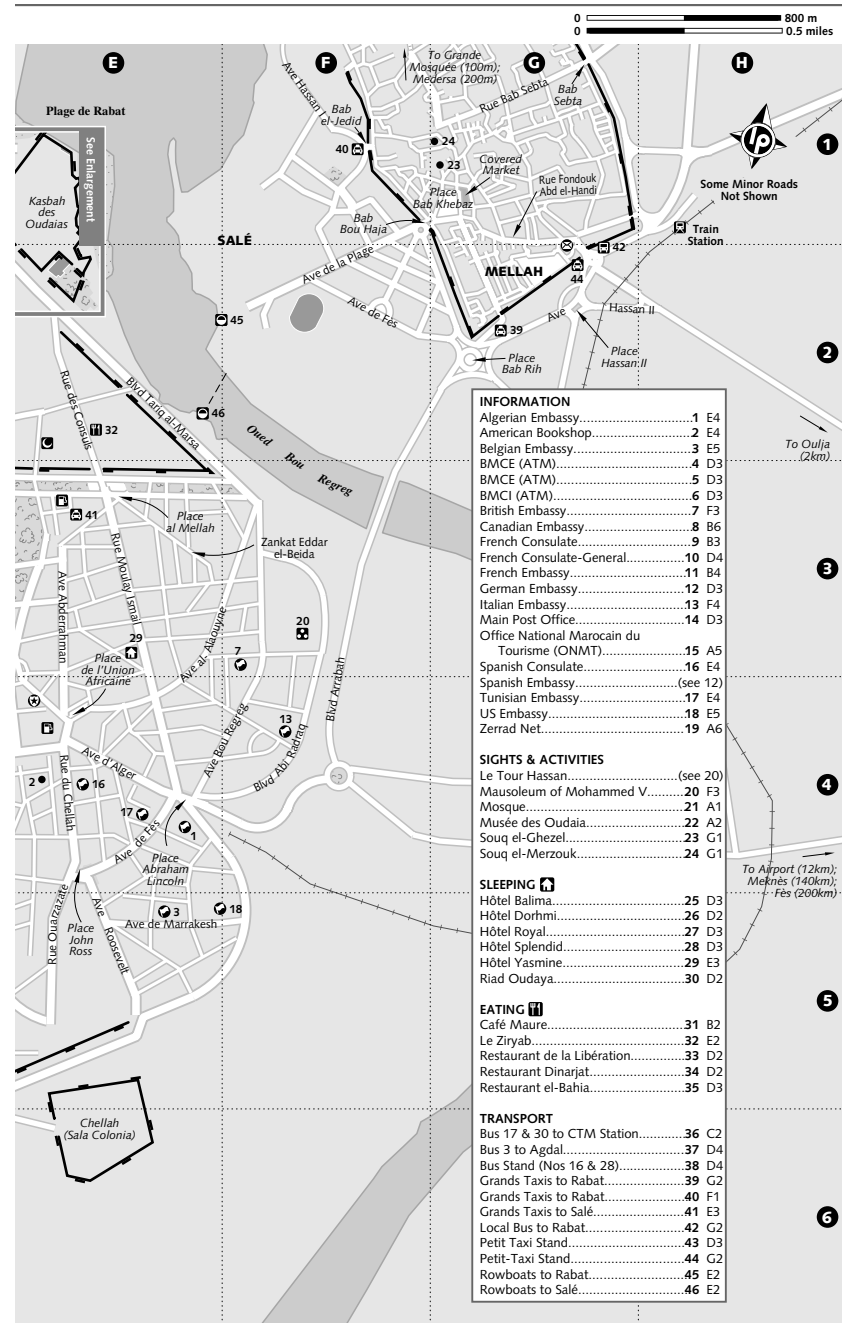 0 800 m
0 0.5 miles
E
F
G
H
To Grande
Mosquée (100m);
Medersa (200m)
Ave Hassan I
Bab
el-Jedid
Rue Bab Sebta
Bab
Sebta
Plage de Rabat
See Enlargement
Kasbah
des
Oudaias
40
24
23
Covered
Market
Place
Bab Khebaz
Rue Fondouk
Abd el-Handi
lp
1
Some Minor Roads
Not Shown
Bab
Bou Haja
SALÉ
Train
Station
42
MELLAH
44
Ave de la Plage
Ave de Fès
45
39
Ave Hassan II
Place
Hassan II
Place
Bab Rih
2
Rue des Consuls
Blvd Tariq al-Marsa
32
46
Oued Bou Regreg
To Oulja
(2km)
41
Place
al Mellah
Zankat Eddar
el-Beida
Ave Abderrahman
Rue Moulay Ismail
3
20
29
Place
de l'Union
Africaine
Ave al-Alaouyne
7
Blvd Arrabah
13
Ave Bou Regreg
Blvd Abi Radraq
Ave d'Alger
2
16
Rue du Chellah
17
Ave de Fès
1
Place
Abraham
Lincoln
4
To Airport (12km);
Meknès (140km);
Fès (200km)
3
18
Ave de Marrakesh
Rue Ouarzazate
Place
John
Ross
Ave Roosevelt
5
Chellah
(Sala Colonia)
6
INFORMATION
Algerian Embassy 1 E4
American Bookshop 2 E4
Belgian Embassy 3 E5
BMCE (ATM) 4 D3
BMCE (ATM) 5 D3
BMCI (ATM) 6 D3
British Embassy 7 F3
Canadian Embassy 8 B6
French Consulate 9 B3
French Consulate-General 10 D4
French Embassy 11 B4
German Embassy 12 D3
Italian Embassy 13 F4
Main Post Office 14 D3
Office National Marocain du
Tourisme (ONMT) 15 A5
Spanish Consulate 16 E4
Spanish Embassy (see 12)
Tunisian Embassy 17 E4
US Embassy 18 E5
Zerrad Net 19 A6
SIGHTS & ACTIVITIES
Le Tour Hassan (see 20)
Mausoleum of Mohammed V 20 F3
Mosque 21 A1
Musée des Oudaia 22 A2
Souq el-Ghezel 23 G1
Souq el-Merzouk 24 G1
SLEEPING
Hôtel Balima 25 D3
Hôtel Dorhmi 26 D2
Hôtel Royal 27 D3
Hôtel Splendid 28 D3
Hôtel Yasmine 29 E3
Riad Oudaya 30 D2
EATING
Café Maure 31 B2
Le Ziryab 32 E2
Restaurant de la Libération 33 D2
Restaurant Dinarjat 34 D2
Restaurant el-Bahia 35 D3
TRANSPORT
Bus 17 & 30 to CTM Station 36 C2
Bus 3 to Agdal 37 D4
Bus Stand (Nos 16 & 28) 38 D4
Grands Taxis to Rabat 39 G2
Grands Taxis to Rabat 40 F1
Grands Taxis to Salé 41 E3
Local Bus to Rabat 42 G2
Petit Taxi Stand 43 D3
Petit-Taxi Stand 44 G2
Rowboats to Rabat 45 E2
Rowboats to Salé 46 E2